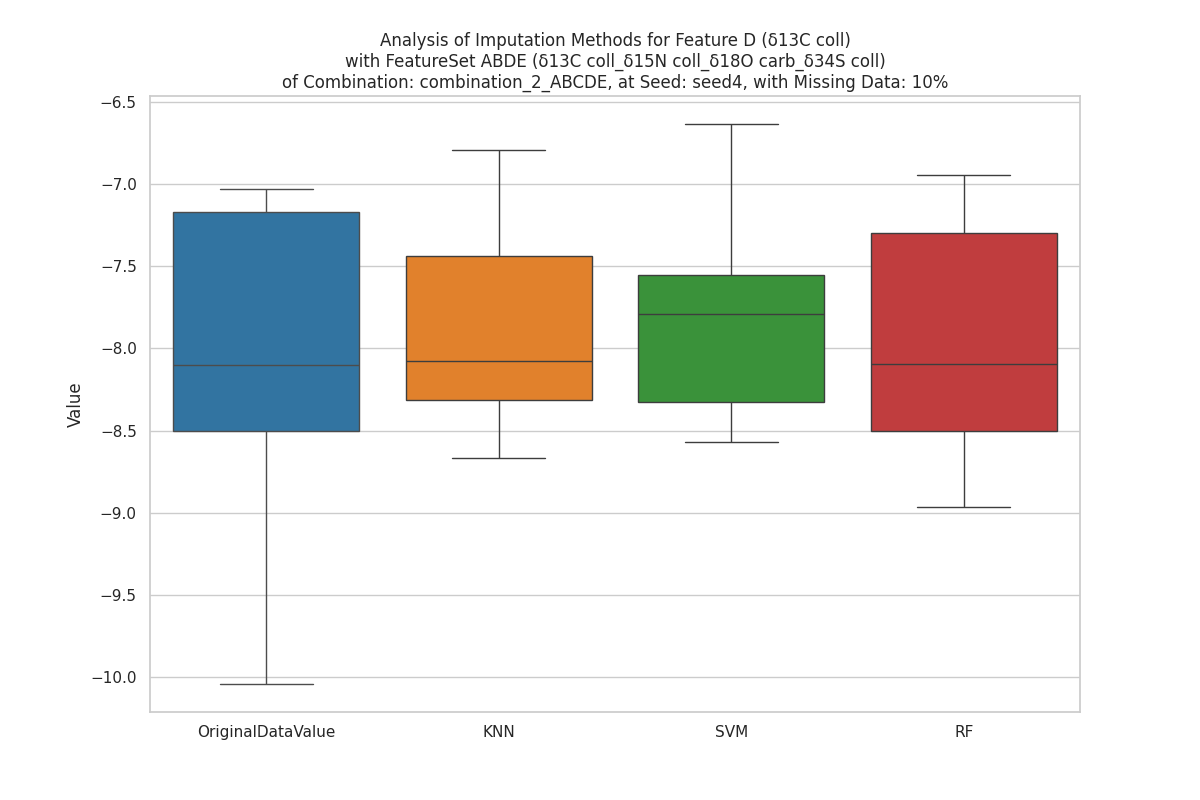 Analysis of Imputation Methods for Feature D (δ13C coll)
with FeatureSet ABDE (δ13C coll_δ15N coll_δ18O carb_δ34S coll)
of Combination: combination_2_ABCDE, at Seed: seed4, with Missing Data: 10%
−6.5
−7.0
−7.5
−8.0
−8.5
−9.0
−9.5
−10.0
Value
OriginalDataValue
KNN
SVM
RF